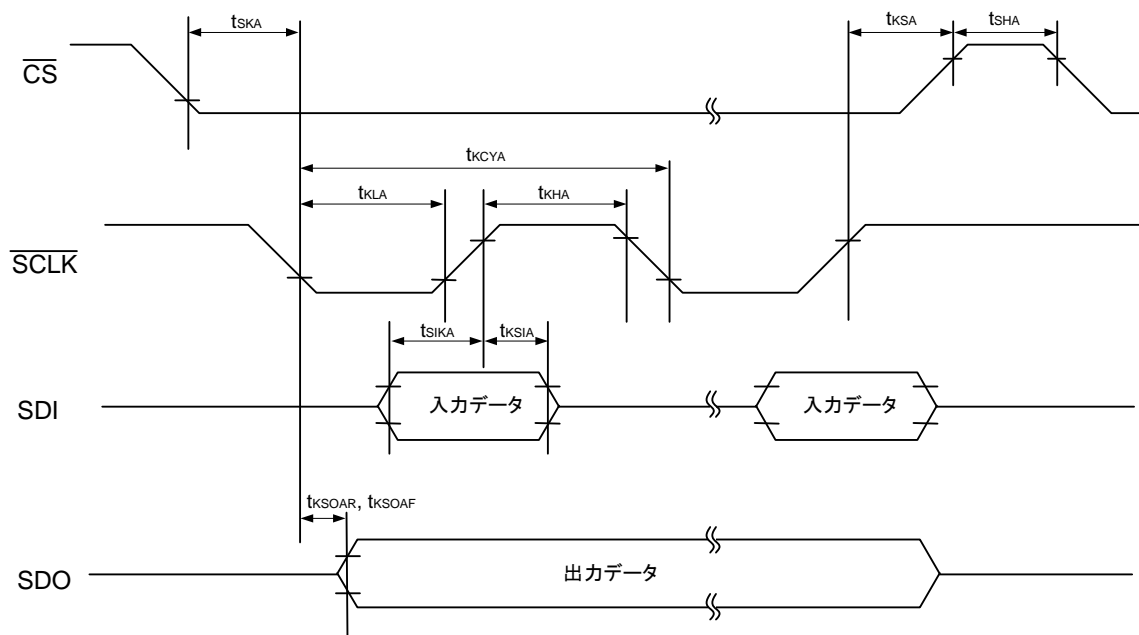 tSKA
tKSA
tSHA
CS
tKCYA
tKLA
tKHA
SCLK
tSIKA
tKSIA
SDI
入力データ
入力データ
tKSOAR, tKSOAF
SDO
出力データ